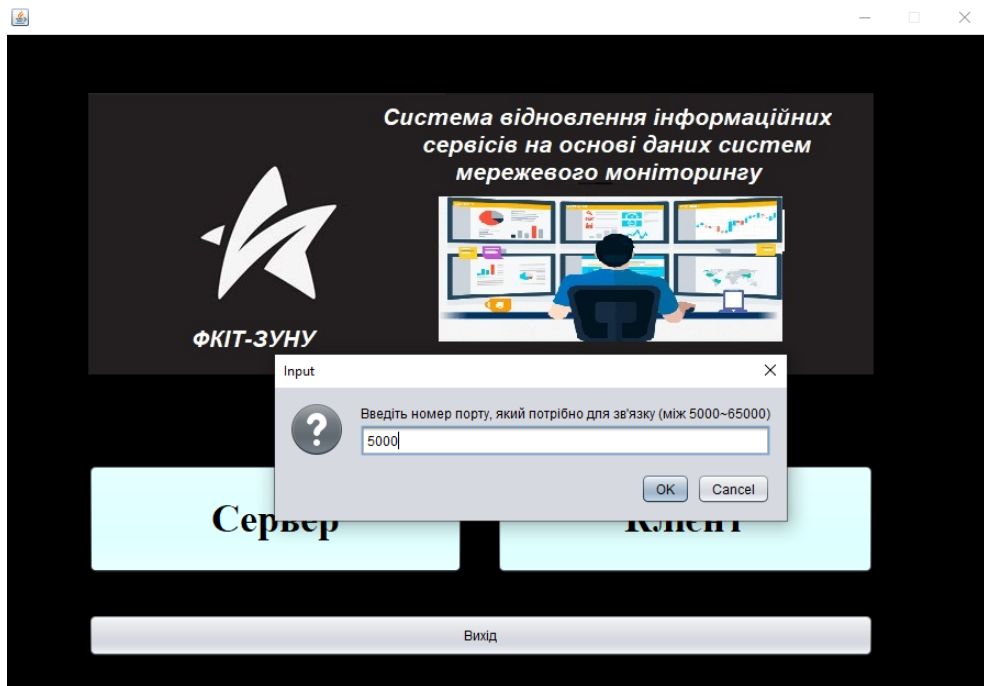 Система відновлення інформаційних
сервісів на основі даних систем
мережевого моніторингу
ФКІТ-ЗУНУ
Input
Введіть номер порту, який потрібно для зв'язку (між 5000~65000)
5000
OK
Cancel
Сервер
Клієнт
Вихід